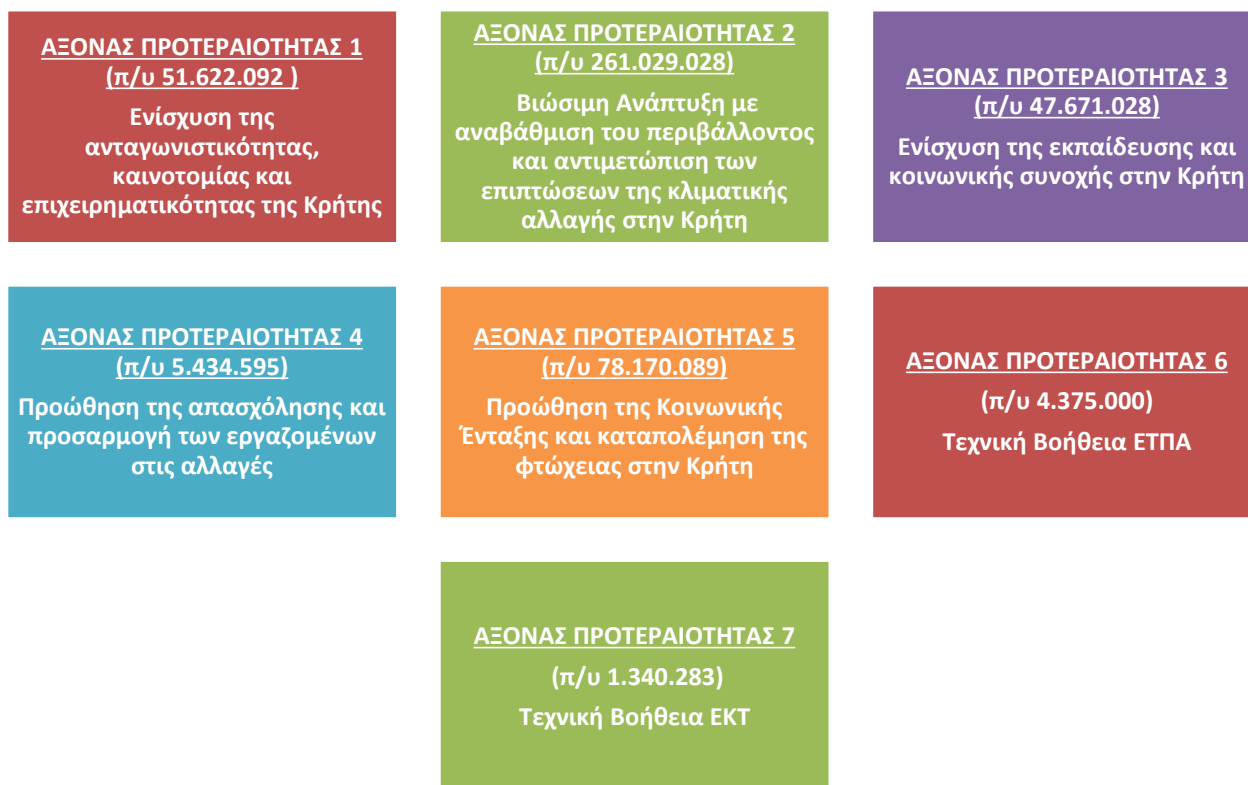 ΑΞΟΝΑΣ ΠΡΟΤΕΡΑΙΟΤΗΤΑΣ 1
(π/υ 51.622.092 )
Ενίσχυση της
ανταγωνιστικότητας,
καινοτομίας και
επιχειρηματικότητας της Κρήτης
ΑΞΟΝΑΣ ΠΡΟΤΕΡΑΙΟΤΗΤΑΣ 2
(π/υ 261.029.028)
Βιώσιμη Ανάπτυξη με
αναβάθμιση του περιβάλλοντος
και αντιμετώπιση των
επιπτώσεων της κλιματικής
αλλαγής στην Κρήτη
ΑΞΟΝΑΣ ΠΡΟΤΕΡΑΙΟΤΗΤΑΣ 3
(π/υ 47.671.028)
Ενίσχυση της εκπαίδευσης και
κοινωνικής συνοχής στην Κρήτη
ΑΞΟΝΑΣ ΠΡΟΤΕΡΑΙΟΤΗΤΑΣ 4
(π/υ 5.434.595)
Προώθηση της απασχόλησης και
προσαρμογή των εργαζομένων
στις αλλαγές
ΑΞΟΝΑΣ ΠΡΟΤΕΡΑΙΟΤΗΤΑΣ 5
(π/υ 78.170.089)
Προώθηση της Κοινωνικής
Ένταξης και καταπολέμηση της
φτώχειας στην Κρήτη
ΑΞΟΝΑΣ ΠΡΟΤΕΡΑΙΟΤΗΤΑΣ 6
(π/υ 4.375.000)
Τεχνική Βοήθεια ΕΤΠΑ
ΑΞΟΝΑΣ ΠΡΟΤΕΡΑΙΟΤΗΤΑΣ 7
(π/υ 1.340.283)
Τεχνική Βοήθεια ΕΚΤ